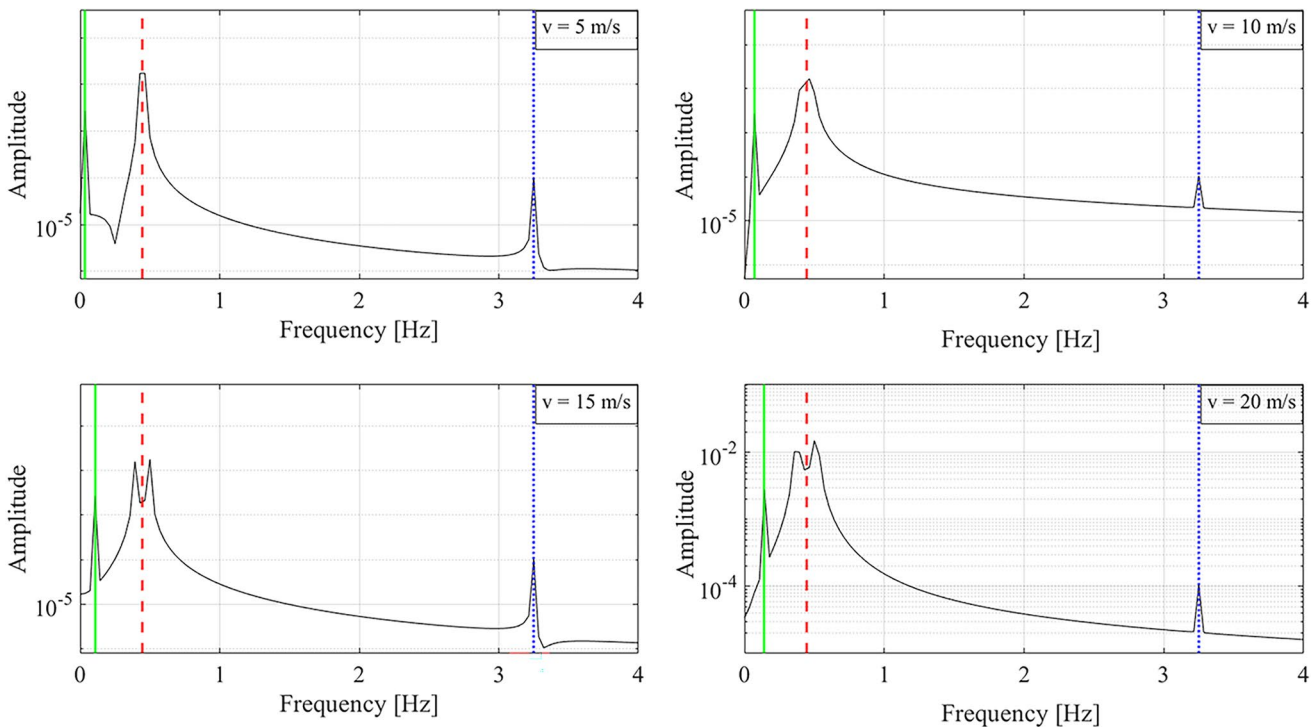 v = 5 m/s
Amplitude
10-5
0 1 2 3 4
Frequency [Hz]
v = 10 m/s
Amplitude
10-5
0 1 2 3 4
Frequency [Hz]
v = 15 m/s
Amplitude
10-5
0 1 2 3 4
Frequency [Hz]
v = 20 m/s
Amplitude
10-2
10-4
0 1 2 3 4
Frequency [Hz]